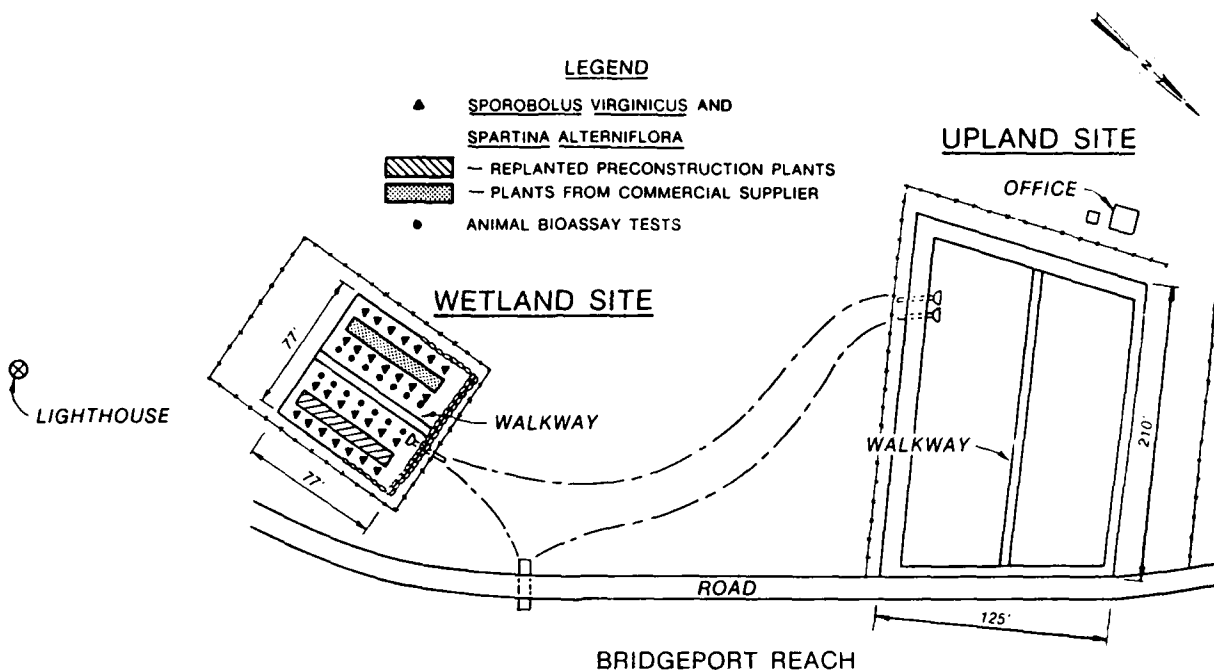 LEGEND
SPOROBOLUS VIRGINICUS AND
SPARTINA ALTERNIFLORA
— REPLANTED PRECONSTRUCTION PLANTS
— PLANTS FROM COMMERCIAL SUPPLIER
ANIMAL BIOASSAY TESTS
N
UPLAND SITE
OFFICE
WETLAND SITE
77'
LIGHTHOUSE
WALKWAY
77'
WALKWAY
210'
ROAD
125'
BRIDGEPORT REACH